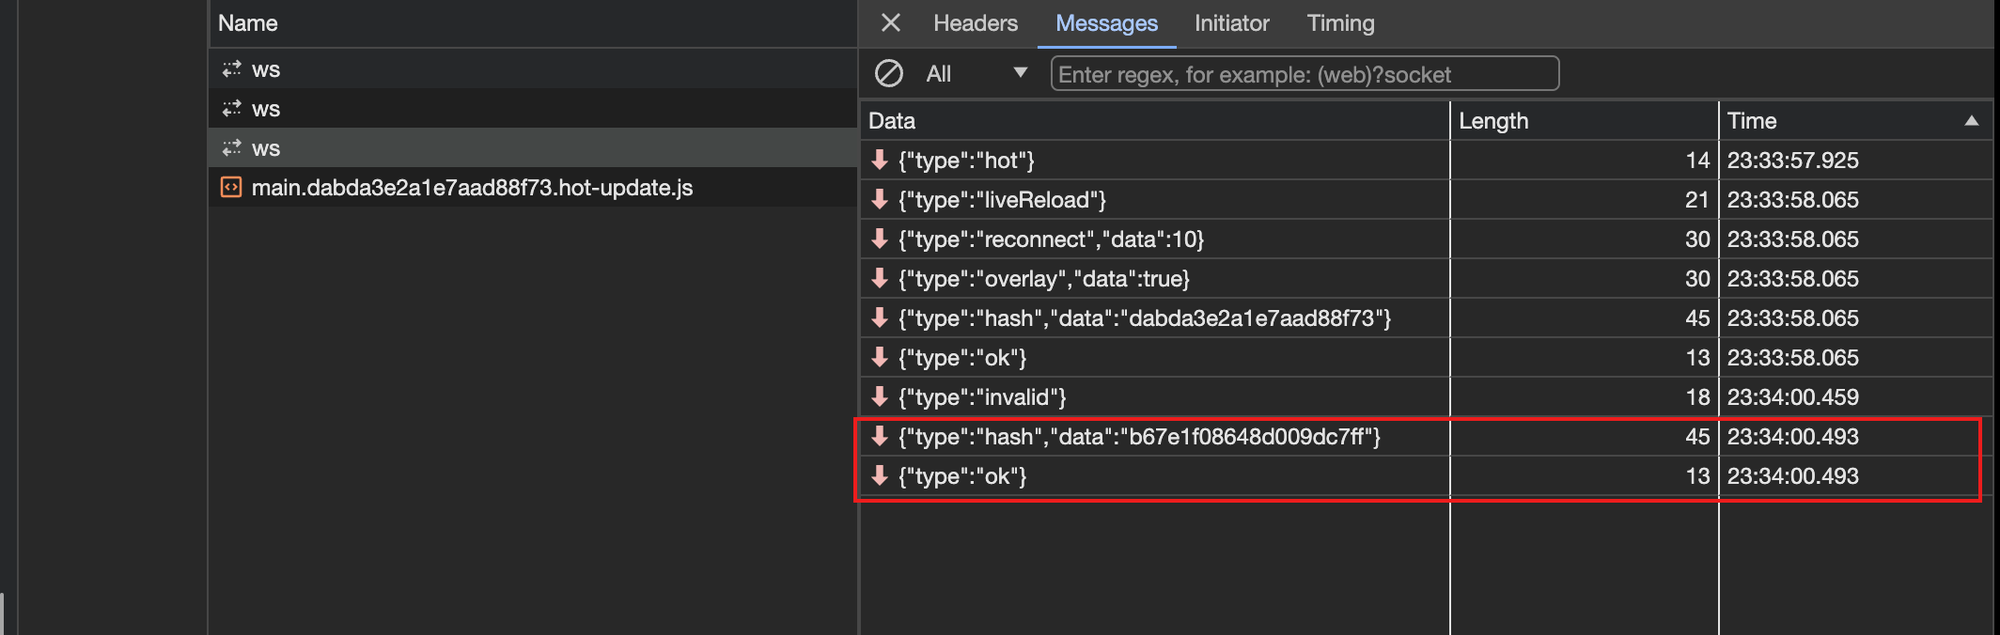 Name
ws
ws
ws
main.dabda3e2a1e7aad88f73.hot-update.js
Headers Messages Initiator Timing
All Enter regex, for example: (web)?socket
Data Length Time
{"type":"hot"} 14 23:33:57.925
{"type":"liveReload"} 21 23:33:58.065
{"type":"reconnect","data":10} 30 23:33:58.065
{"type":"overlay","data":true} 30 23:33:58.065
{"type":"hash","data":"dabda3e2a1e7aad88f73"} 45 23:33:58.065
{"type":"ok"} 13 23:33:58.065
{"type":"invalid"} 18 23:34:00.459
{"type":"hash","data":"b67e1f08648d009dc7ff"} 45 23:34:00.493
{"type":"ok"} 13 23:34:00.493